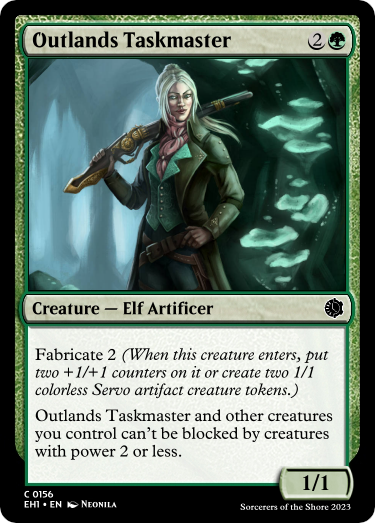 Outlands Taskmaster 2
Creature — Elf Artificer
Fabricate 2 (When this creature enters, put
two +1/+1 counters on it or create two 1/1
colorless Servo artifact creature tokens.)
Outlands Taskmaster and other creatures
you control can't be blocked by creatures
with power 2 or less.
1/1
C 0156
EH1 • EN Neonila
Sorcerers of the Shore 2023